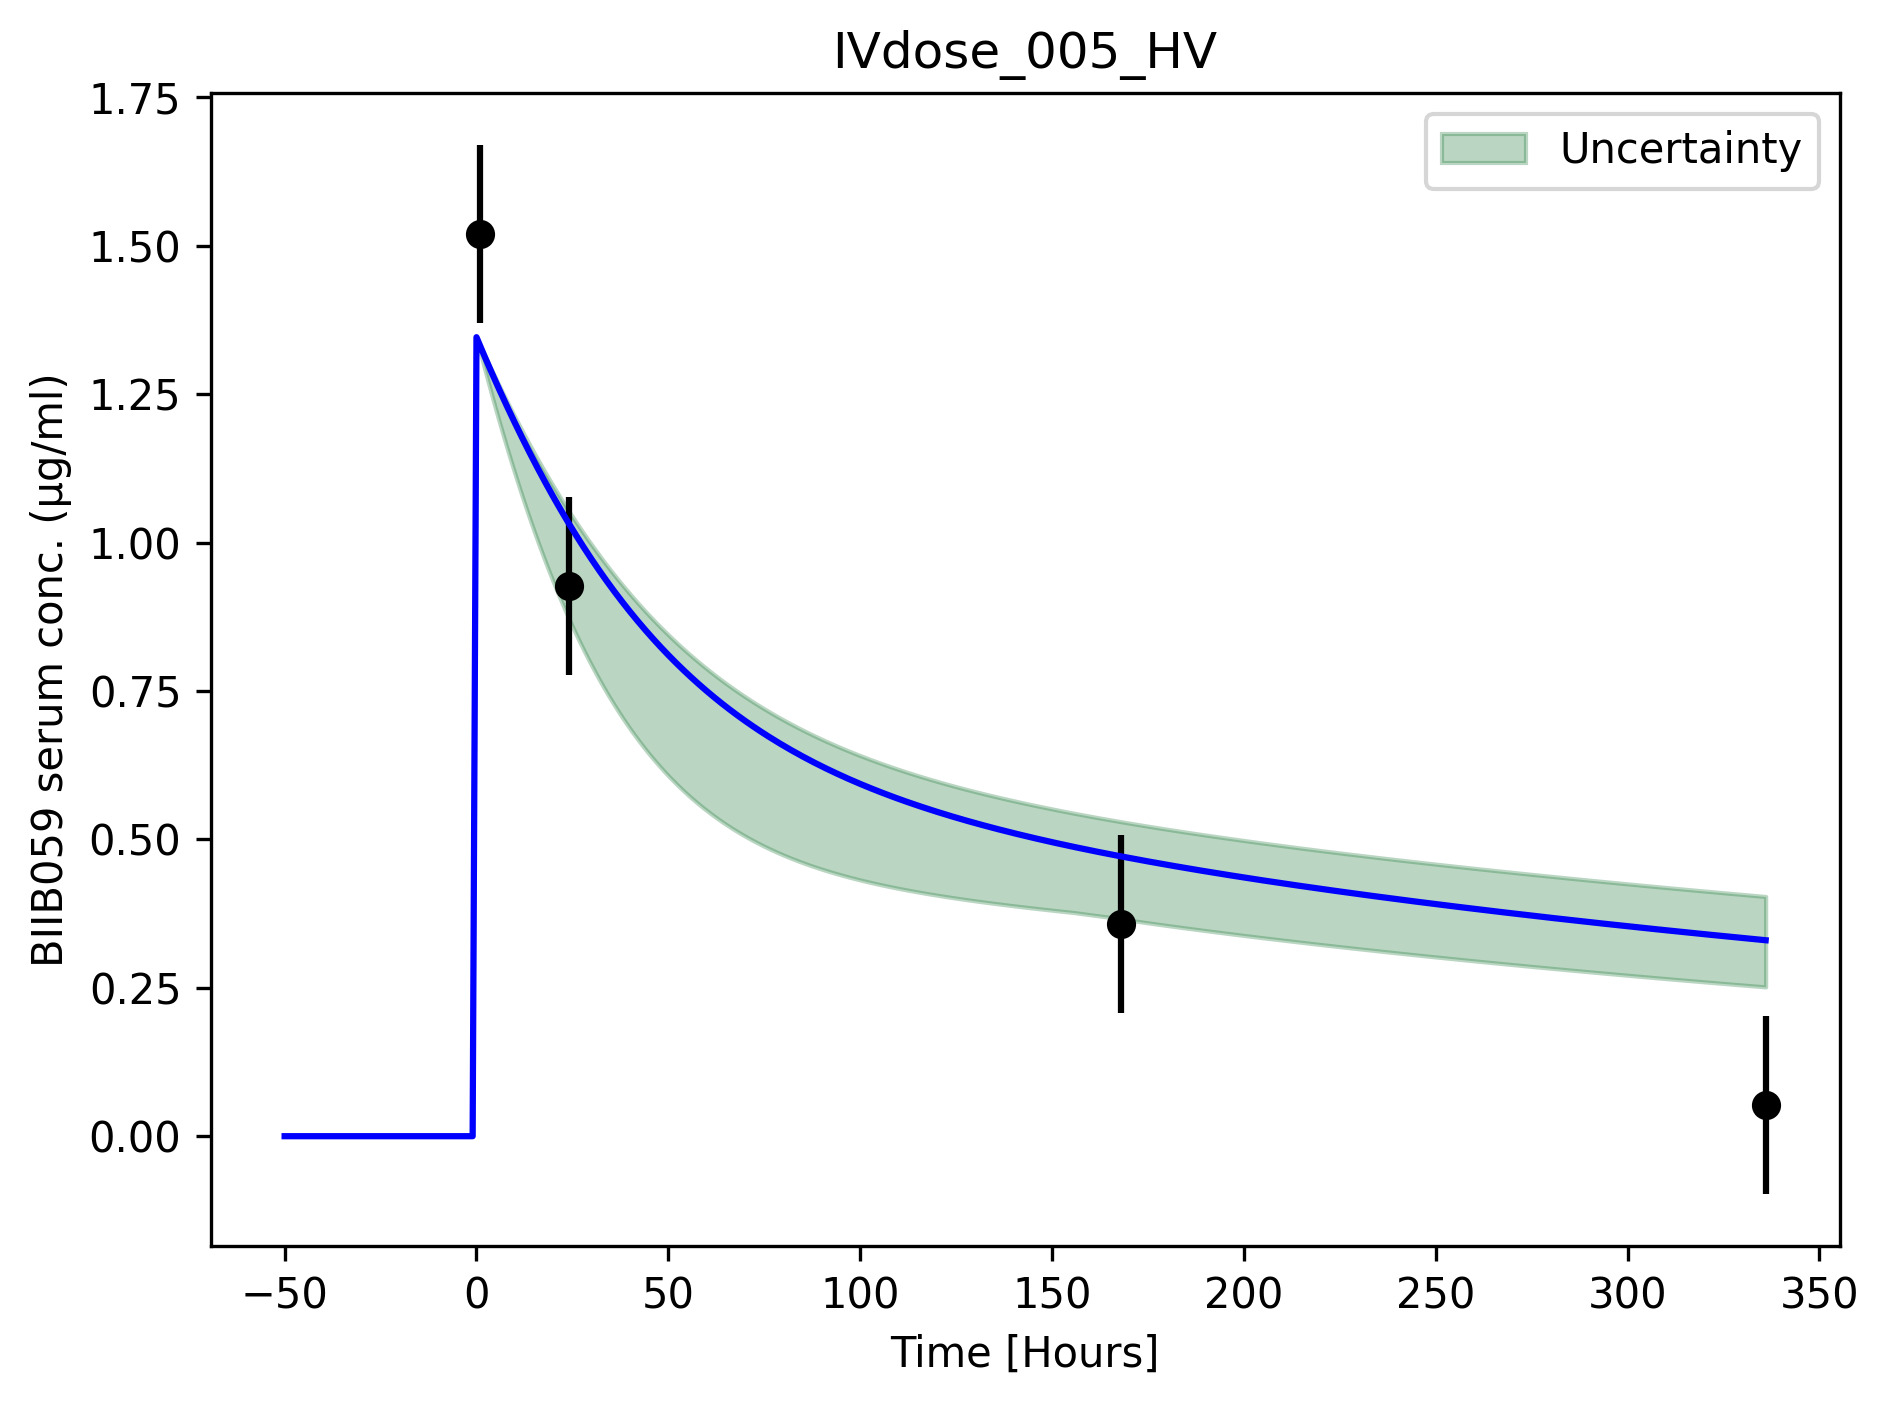 IVdose_005_HV
Uncertainty
BIIB059 serum conc. (µg/ml)
1.75
1.50
1.25
1.00
0.75
0.50
0.25
0.00
−50 0 50 100 150 200 250 300 350
Time [Hours]